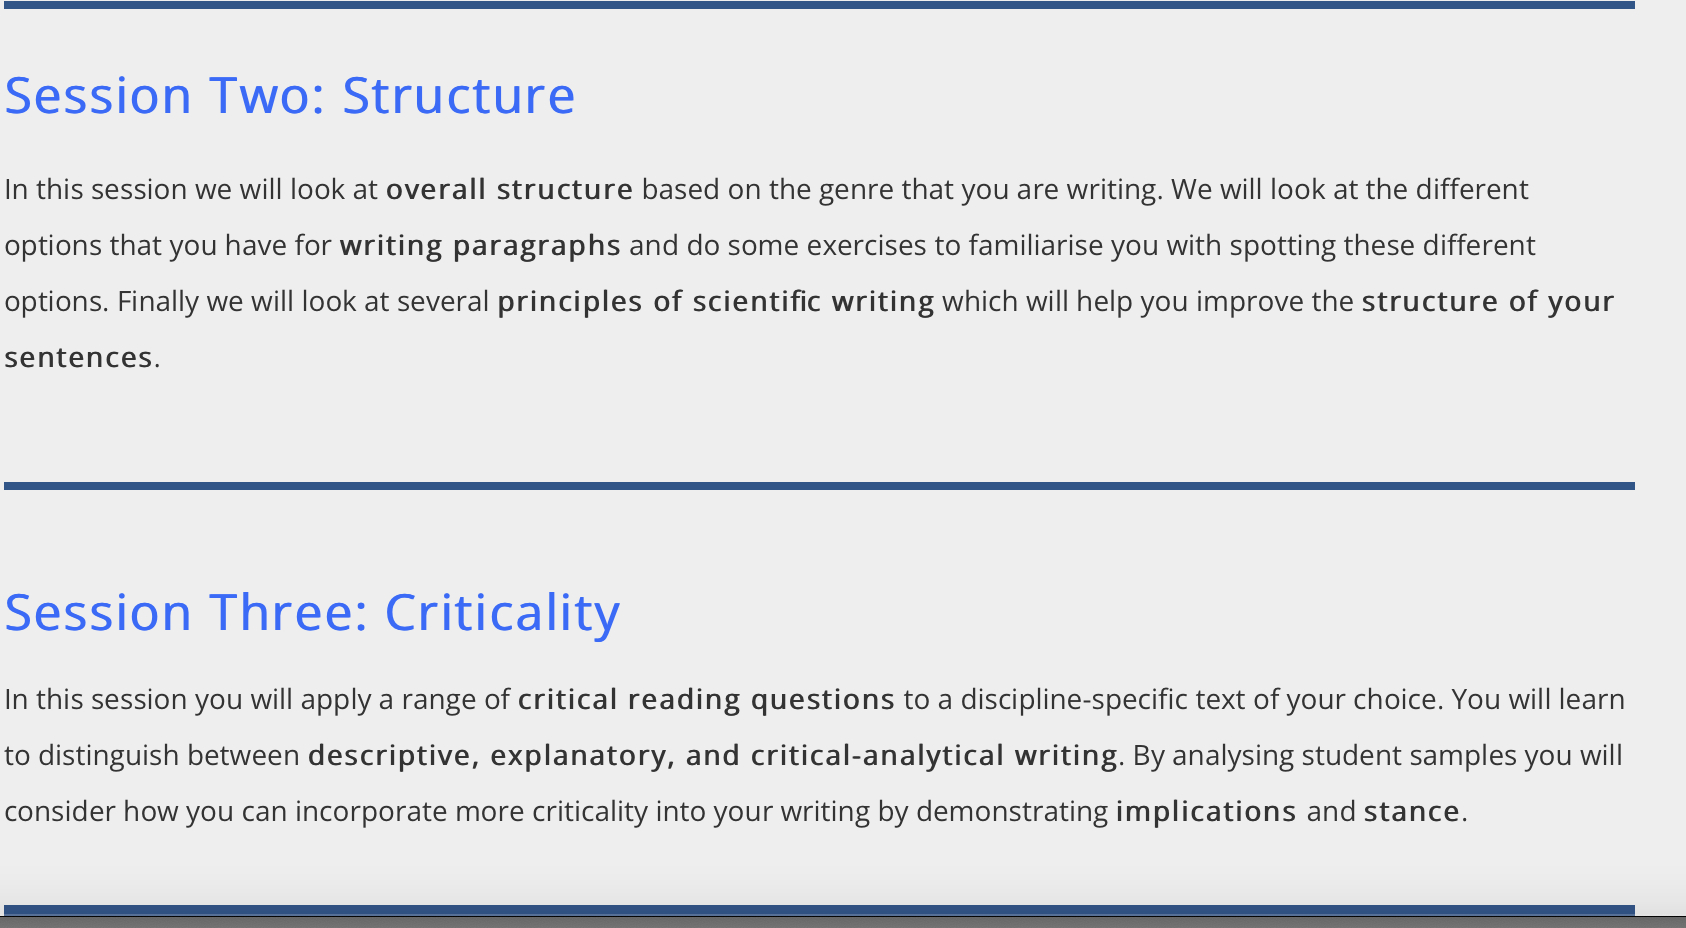 Session Two: Structure
In this session we will look at overall structure based on the genre that you are writing. We will look at the different
options that you have for writing paragraphs and do some exercises to familiarise you with spotting these different
options. Finally we will look at several principles of scientific writing which will help you improve the structure of your
sentences.
Session Three: Criticality
In this session you will apply a range of critical reading questions to a discipline-specific text of your choice. You will learn
to distinguish between descriptive, explanatory, and critical-analytical writing. By analysing student samples you will
consider how you can incorporate more criticality into your writing by demonstrating implications and stance.